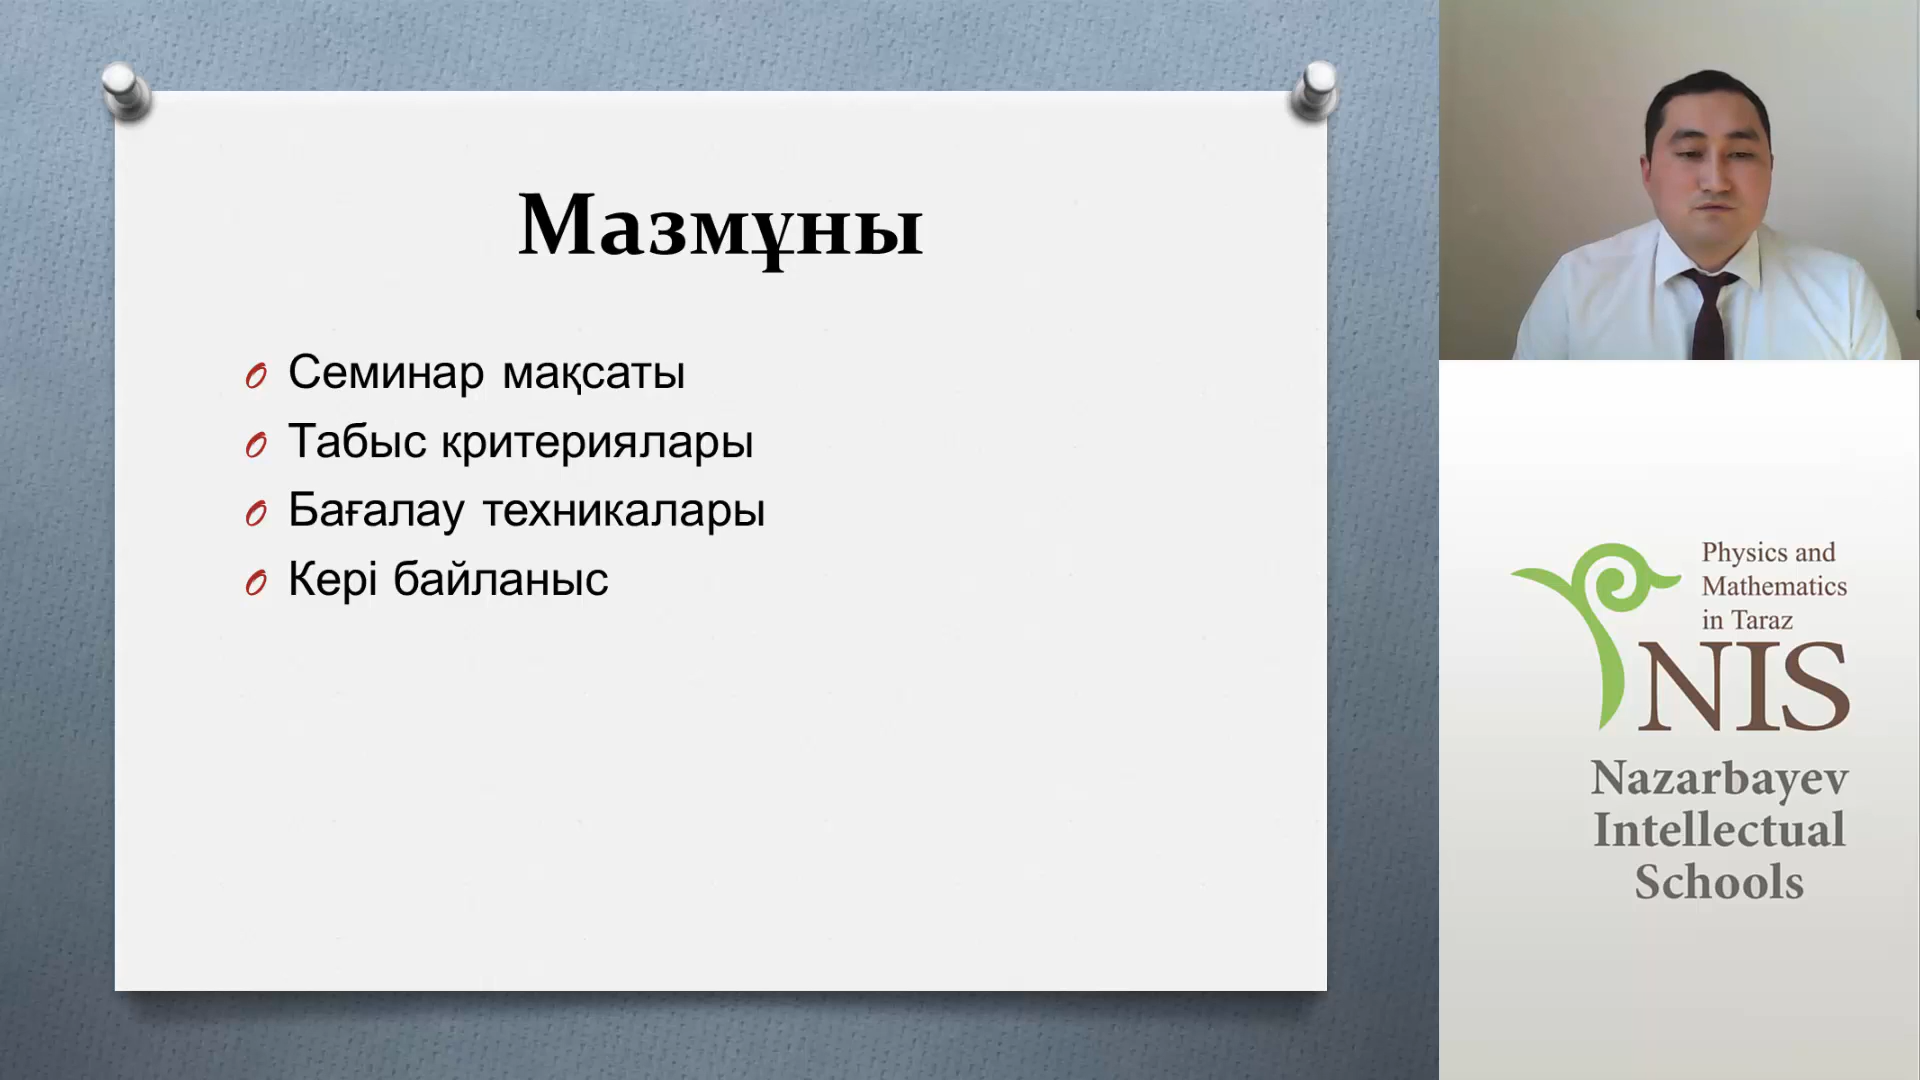 Мазмұны
Семинар мақсаты
Табыс критериялары
Бағалау техникалары
Кері байланыс
Physics and
Mathematics
in Taraz
NIS
Nazarbayev
Intellectual
Schools